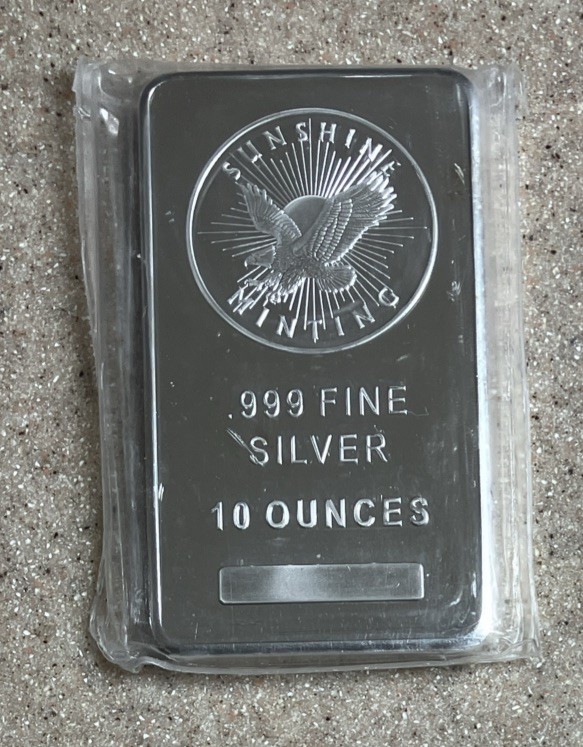 SUNSHINE
MINTING
.999 FINE
SILVER
10 OUNCES